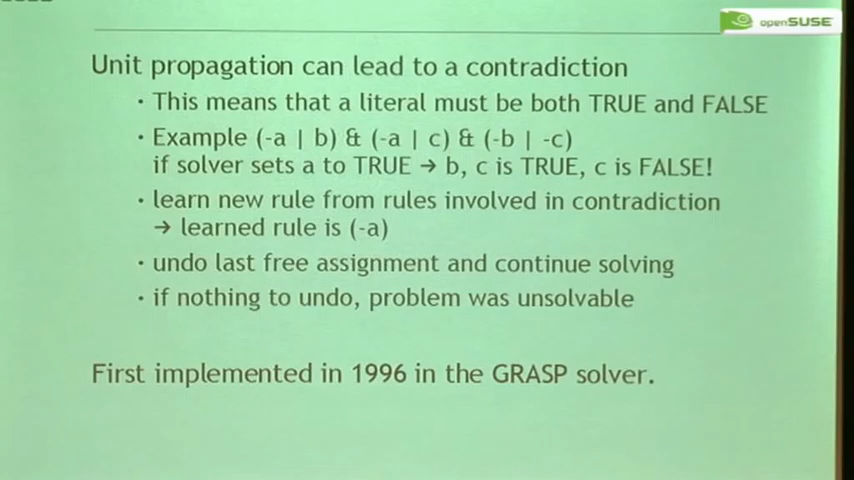 openSUSE
Unit propagation can lead to a contradiction
· This means that a literal must be both TRUE and FALSE
· Example (-a | b) & (-a | c) & (-b | -c)
if solver sets a to TRUE → b, c is TRUE, c is FALSE!
· learn new rule from rules involved in contradiction
→ learned rule is (-a)
· undo last free assignment and continue solving
· if nothing to undo, problem was unsolvable
First implemented in 1996 in the GRASP solver.